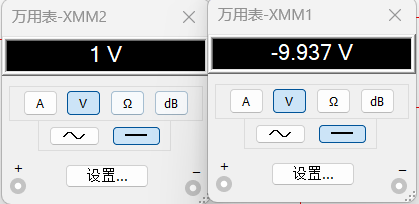 万用表-XMM2
1 V
A V Ω dB
+ 设置... −
万用表-XMM1
-9.937 V
A V Ω dB
+ 设置... −